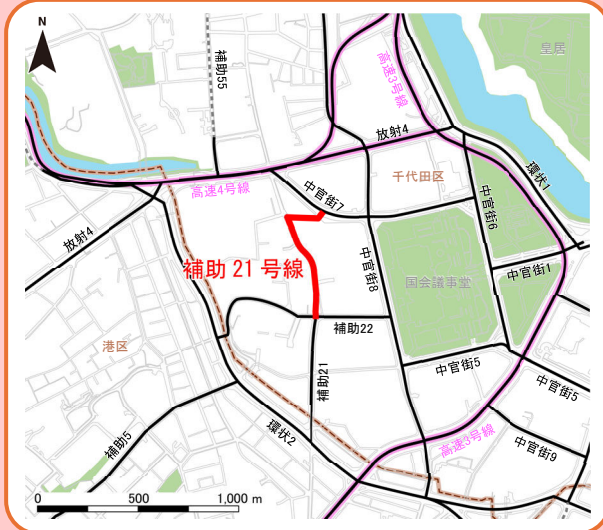 N
皇居
補助55
高速3号線
放射4
環状1
千代田区
高速4号線
中官街7
中官街6
放射4
中官街8
国会議事堂
中官街1
補助 21 号線
補助22
港区
補助21
中官街5
中官街5
環状2
補助5
高速3号線
中官街9
0 500 1,000 m